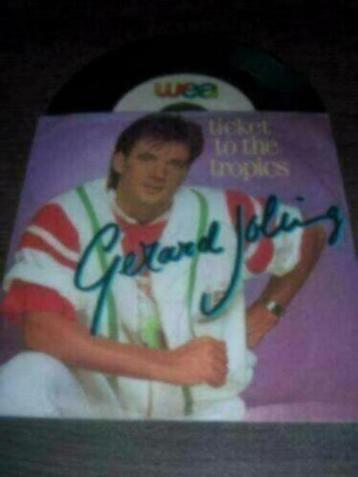 wea
ticket
to the
tropics
Gerard Joling